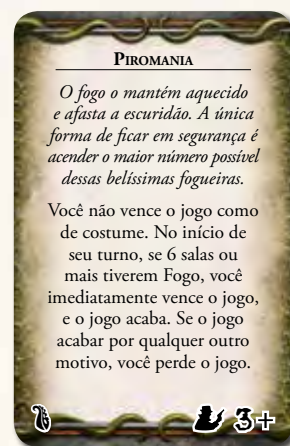 Piromania
O fogo o mantém aquecido
e afasta a escuridão. A única
forma de ficar em segurança é
acender o maior número possível
dessas belíssimas fogueiras.
Você não vence o jogo como
de costume. No início de
seu turno, se 6 salas ou
mais tiverem Fogo, você
imediatamente vence o jogo,
e o jogo acaba. Se o jogo
acabar por qualquer outro
motivo, você perde o jogo.
3+